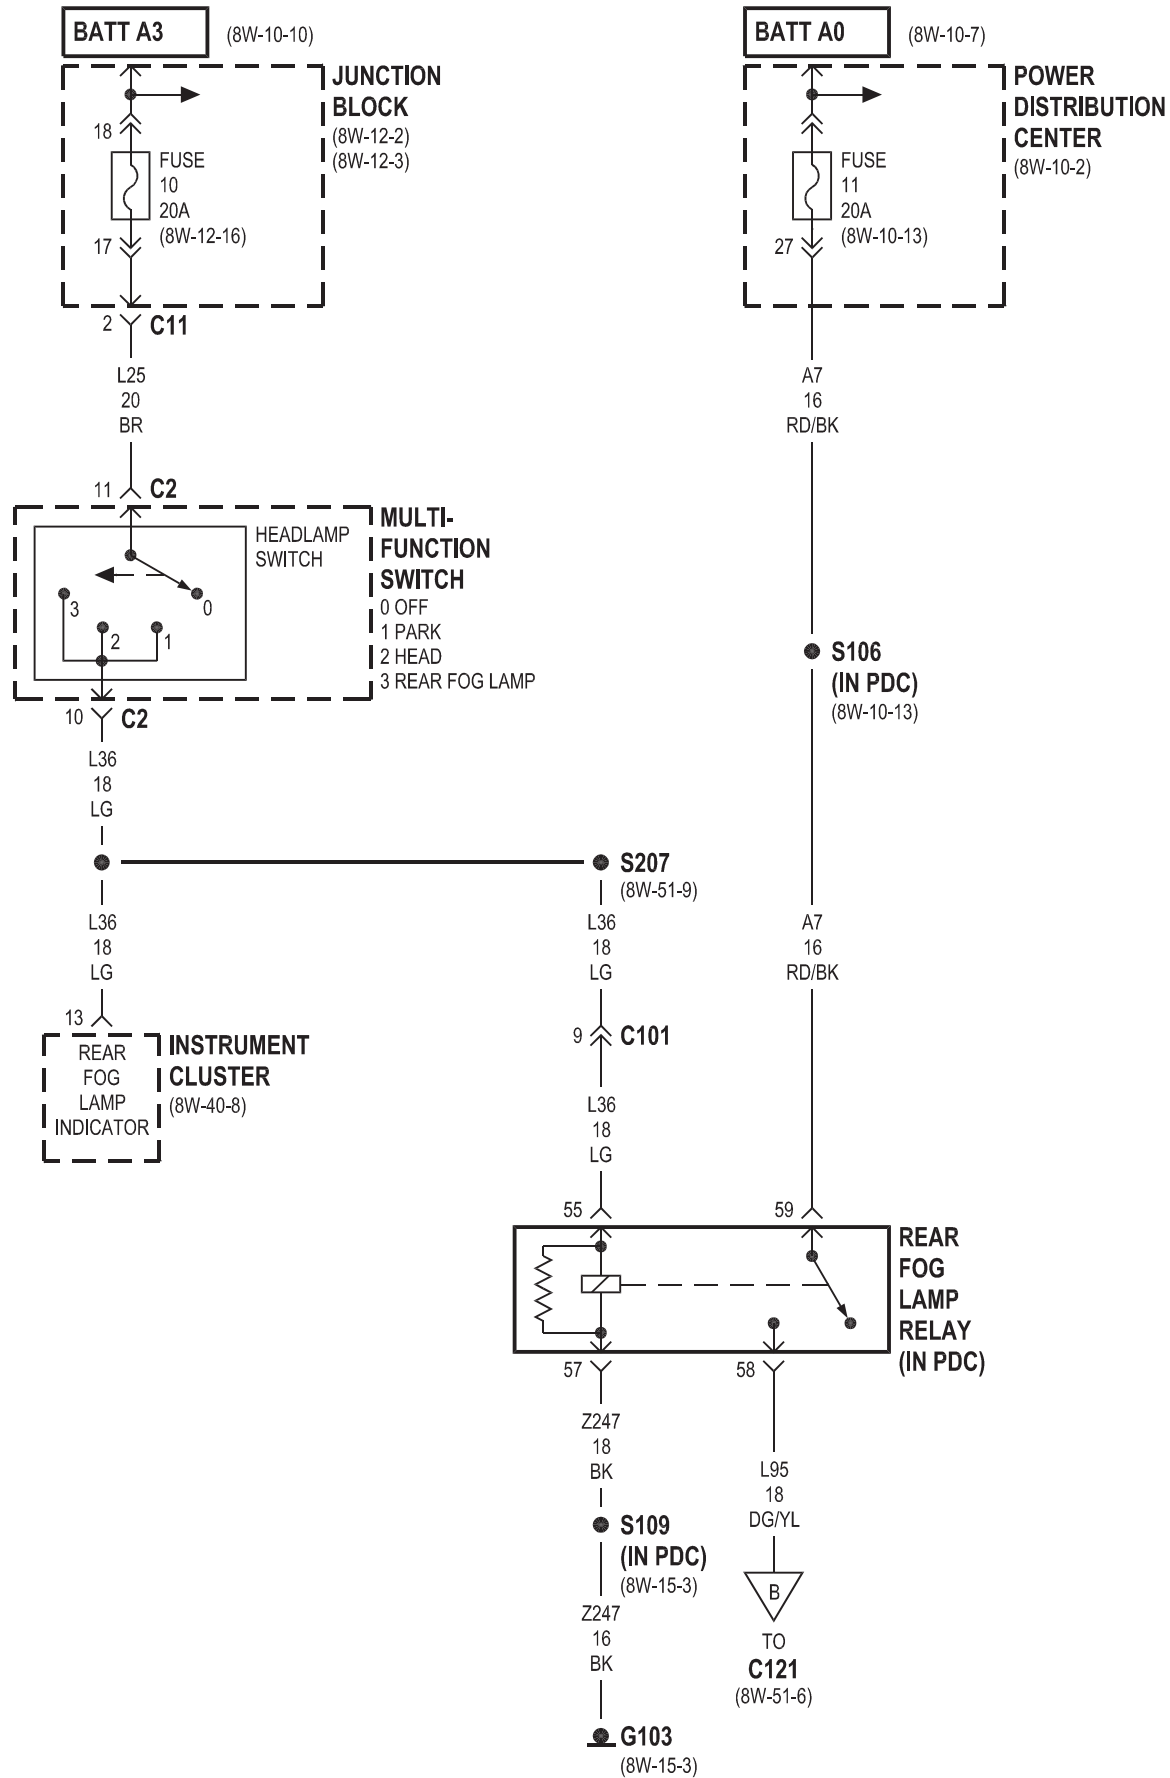 BATT A3
(8W-10-10)
BATT A0
(8W-10-7)
JUNCTION
BLOCK
(8W-12-2)
(8W-12-3)
18
FUSE
10
20A
(8W-12-16)
17
2
C11
POWER
DISTRIBUTION
CENTER
(8W-10-2)
FUSE
11
20A
(8W-10-13)
27
L25
20
BR
A7
16
RD/BK
11
C2
HEADLAMP
SWITCH
3
2
1
0
MULTI-
FUNCTION
SWITCH
0 OFF
1 PARK
2 HEAD
3 REAR FOG LAMP
10
C2
S106
(IN PDC)
(8W-10-13)
L36
18
LG
S207
(8W-51-9)
L36
18
LG
L36
18
LG
A7
16
RD/BK
13
REAR
FOG
LAMP
INDICATOR
INSTRUMENT
CLUSTER
(8W-40-8)
9
C101
L36
18
LG
55
59
REAR
FOG
LAMP
RELAY
(IN PDC)
57
58
Z247
18
BK
L95
18
DG/YL
S109
(IN PDC)
(8W-15-3)
B
TO
C121
(8W-51-6)
Z247
16
BK
G103
(8W-15-3)